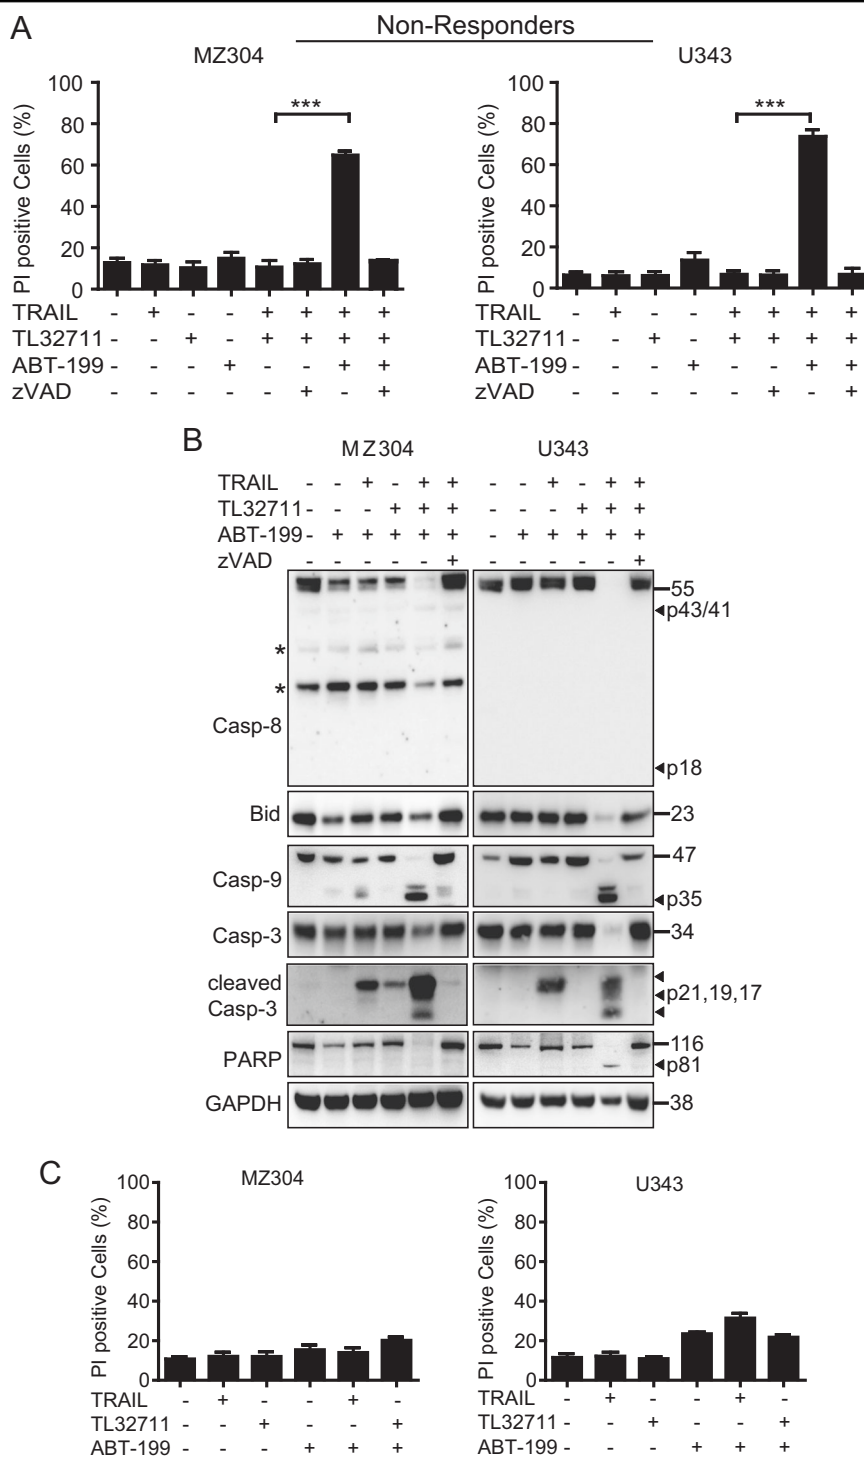 A
Non-Responders
MZ304
U343
PI positive Cells (%)
100
80
60
40
20
0
***
TRAIL - + - - + + + +
TL32711 - - + - + + + +
ABT-199 - - - + - - + +
zVAD - - - - - + - +
PI positive Cells (%)
100
80
60
40
20
0
***
TRAIL - + - - + + + +
TL32711 - - + - + + + +
ABT-199 - - - + - - + +
zVAD - - - - - + - +
B
MZ304 U343
TRAIL - - + - + + - - + - + +
TL32711 - - - + + + - - - + + +
ABT-199 - + + + + + - + + + + +
zVAD - - - - - + - - - - - +
55
◄p43/41
*
*
Casp-8
◄p18
Bid 23
Casp-9 47
◄p35
Casp-3 34
cleaved
Casp-3
◄
◄p21,19,17
◄
PARP 116
◄p81
GAPDH 38
C
MZ304
PI positive Cells (%)
100
80
60
40
20
0
TRAIL - + - - + -
TL32711 - - + - - +
ABT-199 - - - + + +
U343
PI positive Cells (%)
100
80
60
40
20
0
TRAIL - + - - + -
TL32711 - - + - - +
ABT-199 - - - + + +